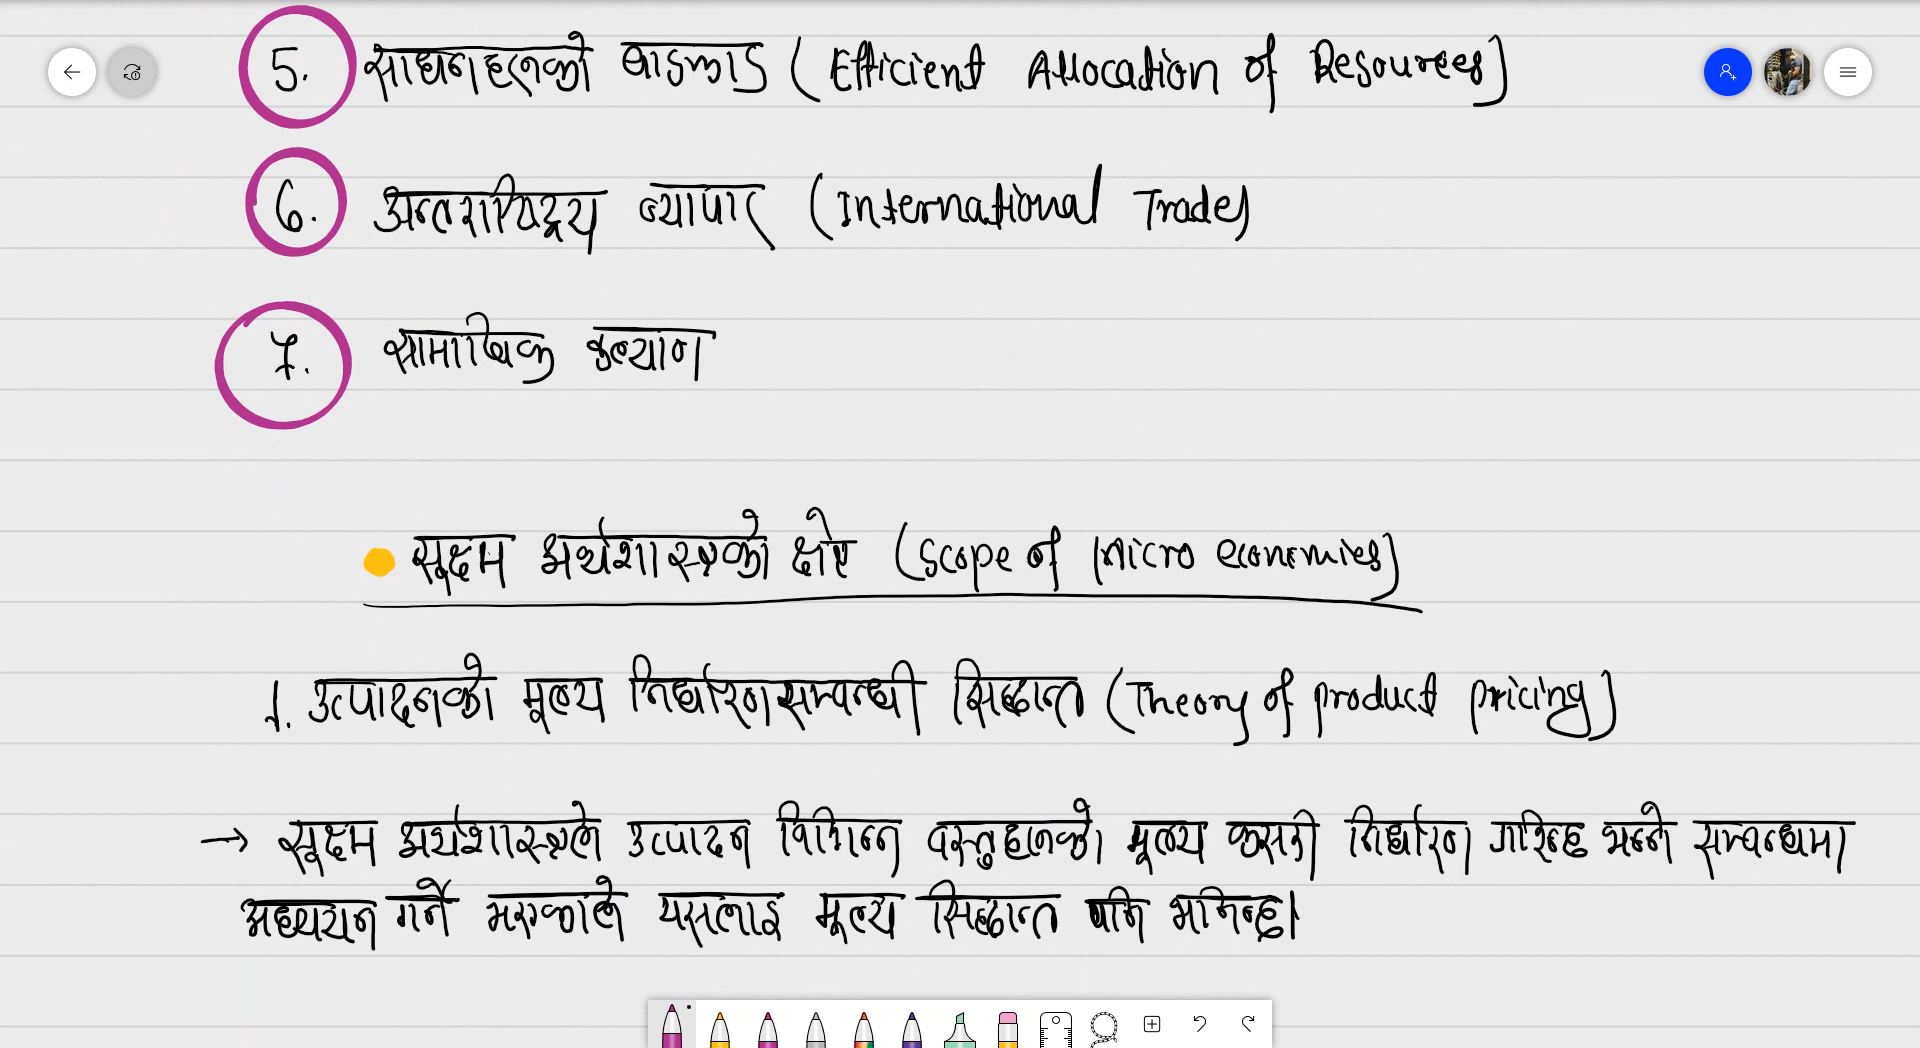 5. साधनहरुको बाडफाड (Efficient Allocation of Resources)
6. अन्तराष्ट्रिय व्यापार (International Trade)
7. सामाजिक कल्याण
सूक्ष्म अर्थशास्त्रको क्षेत्र (Scope of Micro economics)
1. उत्पादनको मूल्य निर्धारण सम्बन्धी सिद्धान्त (Theory of product pricing)
→ सूक्ष्म अर्थशास्त्रले उत्पादन विभिन्न वस्तुहरुको मूल्य कसरी निर्धारण गरिन्छ भन्ने सम्बन्धमा
अध्ययन गर्ने भएकाले यसलाइ मूल्य सिद्धान्त पनि भनिन्छ।